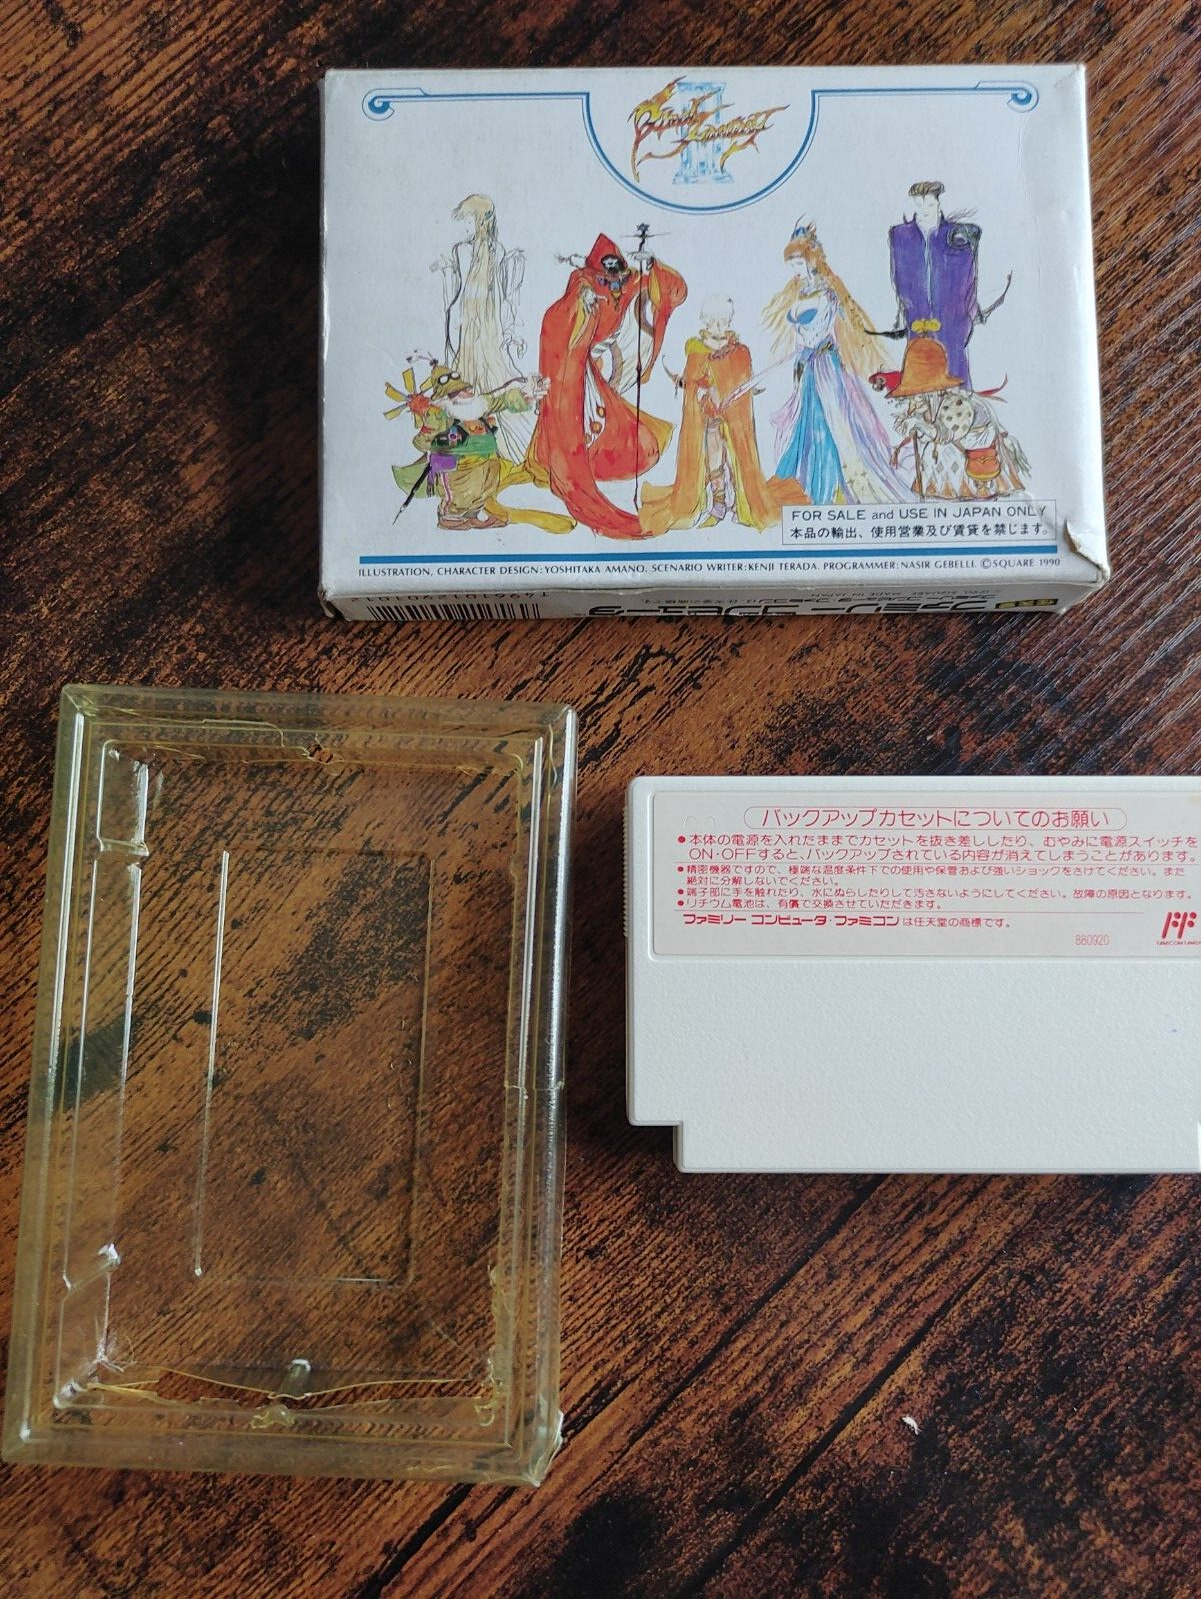 Final Fantasy
III
FOR SALE and USE IN JAPAN ONLY
本品の輸出、使用営業及び賃貸を禁じます。
ILLUSTRATION, CHARACTER DESIGN: YOSHITAKA AMANO. SCENARIO WRITER: KENJI TERADA. PROGRAMMER: NASIR GEBELLI. ©SQUARE 1990
ファミリーコンピュータ
バックアップカセットについてのお願い
●本体の電源を入れたままでカセットを抜き差ししたり、むやみに電源スイッチを
ON・OFFすると、バックアップされている内容が消えてしまうことがあります。
●精密機器ですので、極端な温度条件下での使用や保管および強いショックをさけてください。また
絶対に分解しないでください。
●端子部に手を触れたり、水にぬらしたりして汚さないようにしてください。故障の原因となります。
●リチウム電池は、有償で交換させていただきます。
ファミリーコンピュータ・ファミコンは任天堂の商標です。
880920